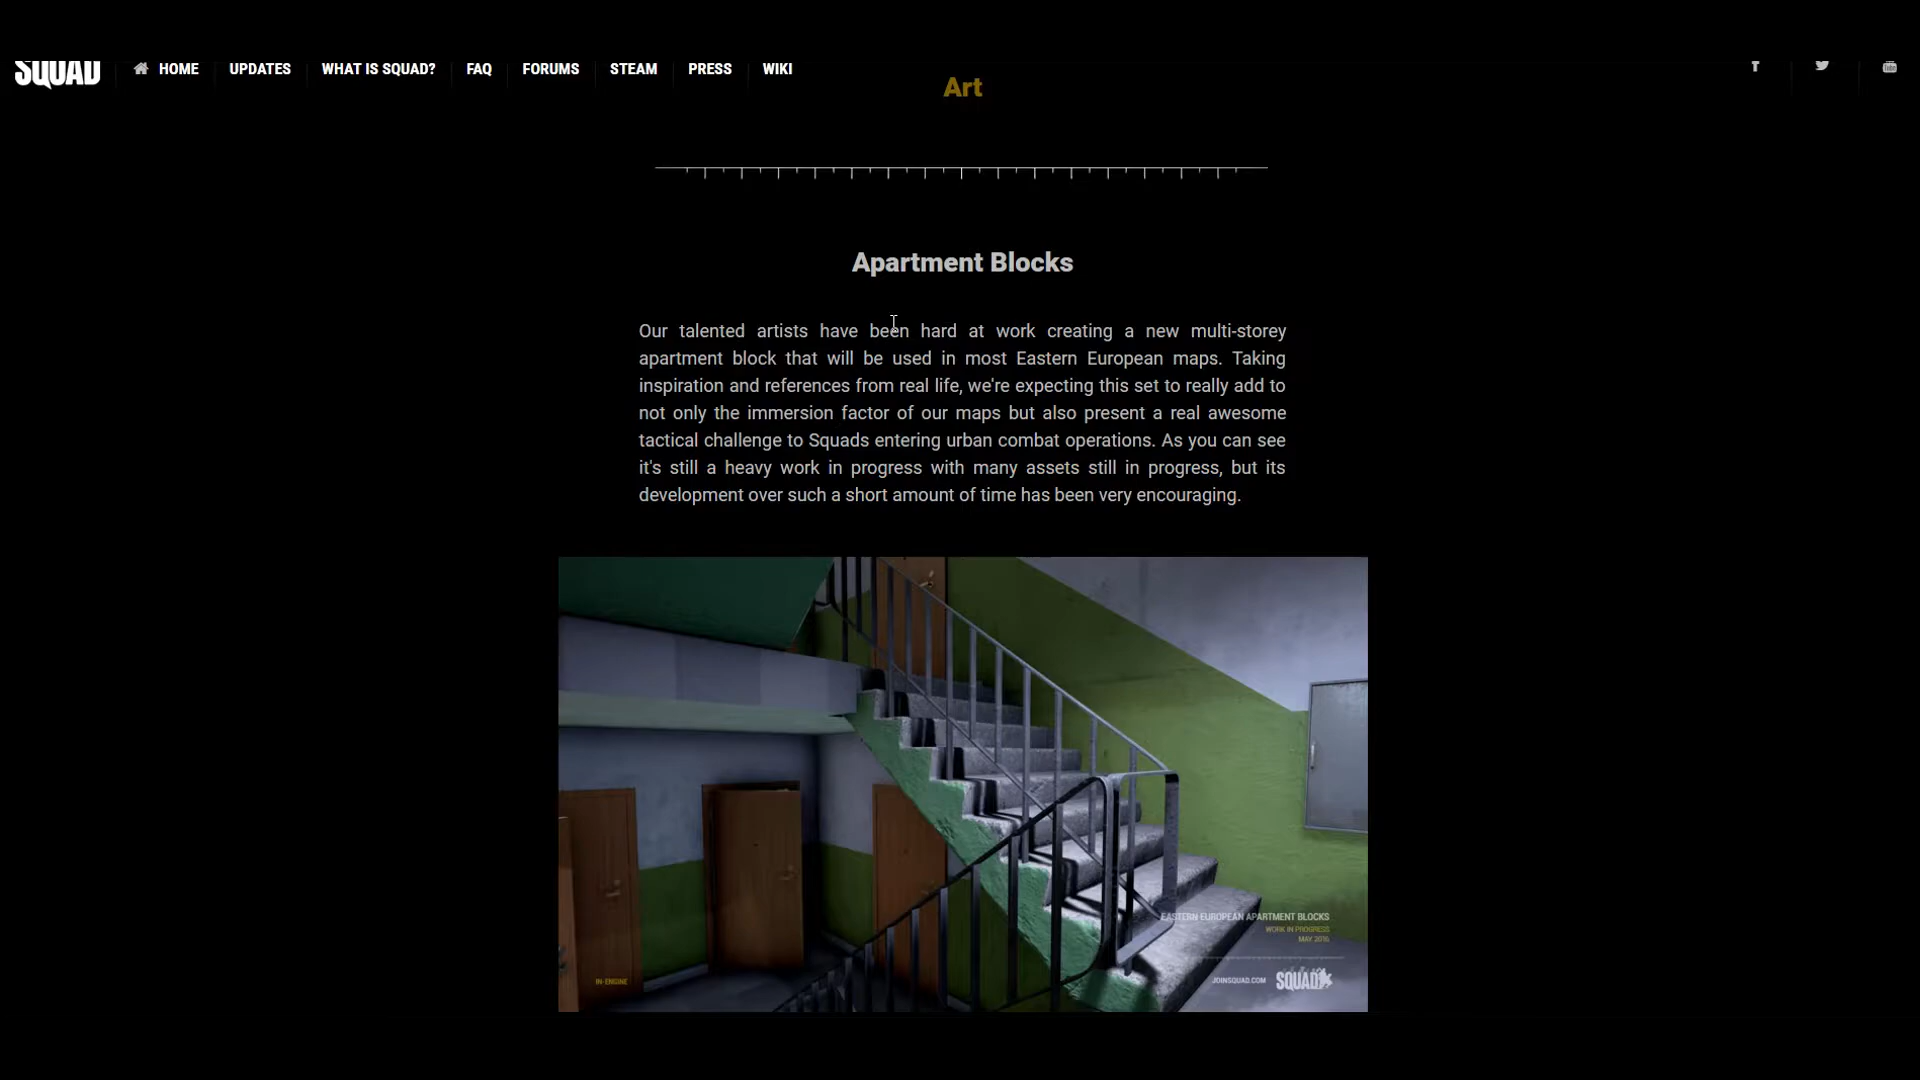 SQUAD HOME UPDATES WHAT IS SQUAD? FAQ FORUMS STEAM PRESS WIKI
Art
Apartment Blocks
Our talented artists have been hard at work creating a new multi-storey
apartment block that will be used in most Eastern European maps. Taking
inspiration and references from real life, we're expecting this set to really add to
not only the immersion factor of our maps but also present a real awesome
tactical challenge to Squads entering urban combat operations. As you can see
it's still a heavy work in progress with many assets still in progress, but its
development over such a short amount of time has been very encouraging.
EASTERN EUROPEAN APARTMENT BLOCKS
WORK IN PROGRESS
MAY 2016
IN-ENGINE
JOINSQUAD.COM SQUAD